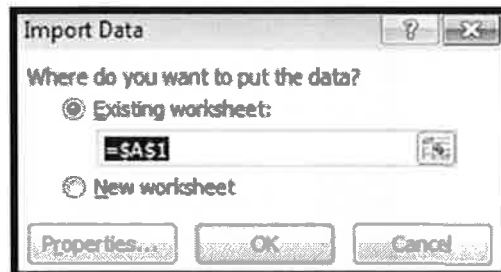 Import Data
Where do you want to put the data?
Existing worksheet:
=$A$1
New worksheet
Properties... OK Cancel